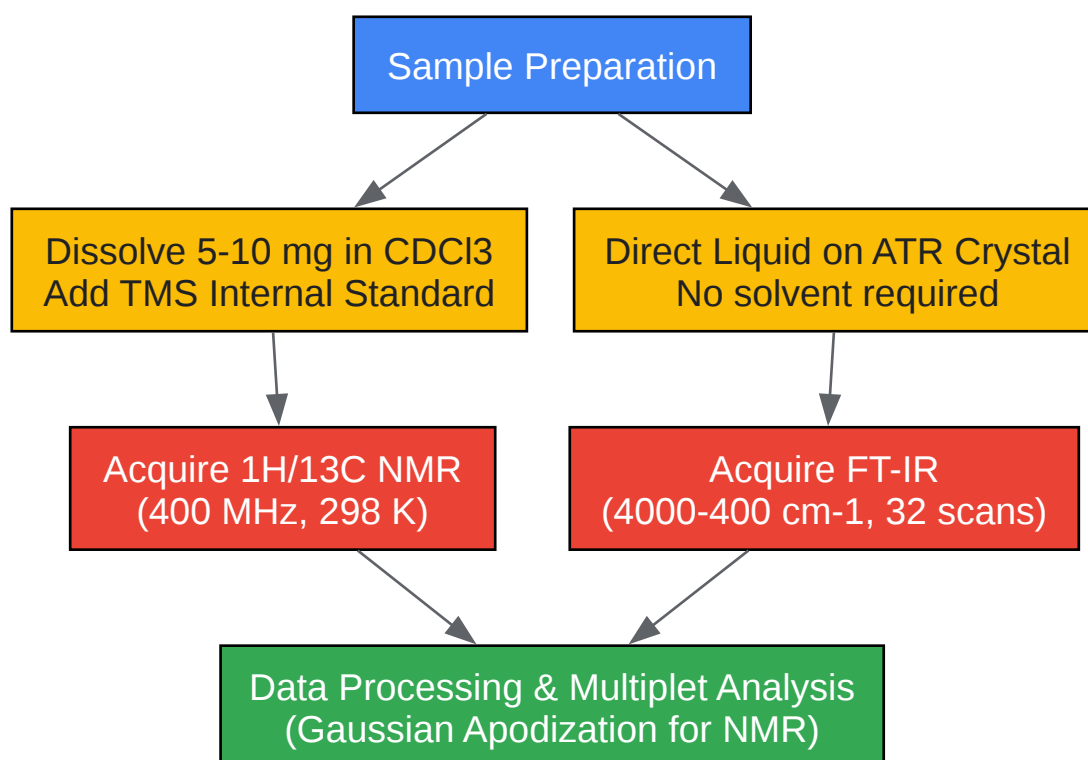 Sample Preparation
Dissolve 5-10 mg in CDCl3
Add TMS Internal Standard
Direct Liquid on ATR Crystal
No solvent required
Acquire 1H/13C NMR
(400 MHz, 298 K)
Acquire FT-IR
(4000-400 cm-1, 32 scans)
Data Processing & Multiplet Analysis
(Gaussian Apodization for NMR)